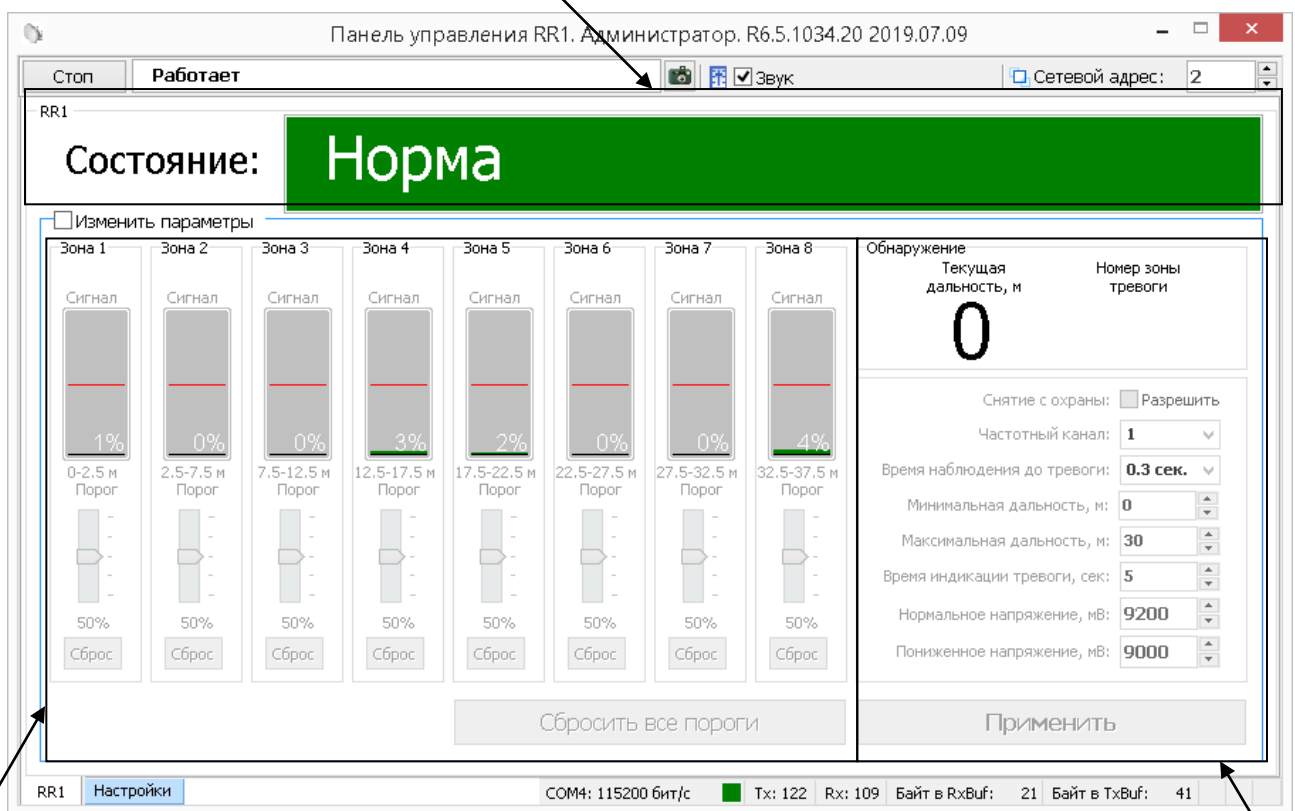 Панель управления RR1. Администратор. R6.5.1034.20 2019.07.09
Стоп Работает Звук Сетевой адрес: 2
RR1
Состояние: Норма
Изменить параметры
Зона 1 Зона 2 Зона 3 Зона 4 Зона 5 Зона 6 Зона 7 Зона 8
Сигнал Сигнал Сигнал Сигнал Сигнал Сигнал Сигнал Сигнал
1% 0% 0% 3% 2% 0% 0% 4%
0-2.5 м 2.5-7.5 м 7.5-12.5 м 12.5-17.5 м 17.5-22.5 м 22.5-27.5 м 27.5-32.5 м 32.5-37.5 м
Порог Порог Порог Порог Порог Порог Порог Порог
50% 50% 50% 50% 50% 50% 50% 50%
Сброс Сброс Сброс Сброс Сброс Сброс Сброс Сброс
Сбросить все пороги
Обнаружение
Текущая Номер зоны
дальность, м тревоги
0
Снятие с охраны: Разрешить
Частотный канал: 1
Время наблюдения до тревоги: 0.3 сек.
Минимальная дальность, м: 0
Максимальная дальность, м: 30
Время индикации тревоги, сек: 5
Нормальное напряжение, мВ: 9200
Пониженное напряжение, мВ: 9000
Применить
RR1 Настройки COM4: 115200 бит/с Tx: 122 Rx: 109 Байт в RxBuf: 21 Байт в TxBuf: 41